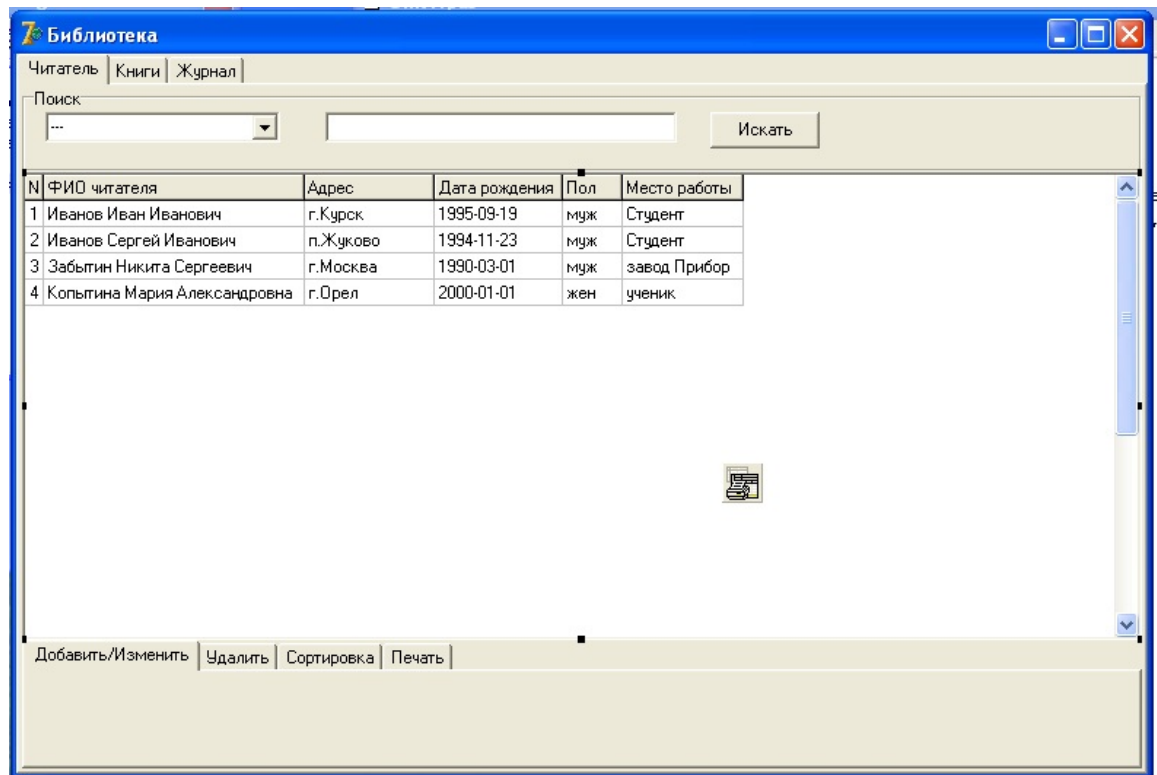 Библиотека
Читатель Книги Журнал
Поиск
--- Искать
N ФИО читателя Адрес Дата рождения Пол Место работы
1 Иванов Иван Иванович г.Курск 1995-09-19 муж Студент
2 Иванов Сергей Иванович п.Жуково 1994-11-23 муж Студент
3 Забытин Никита Сергеевич г.Москва 1990-03-01 муж завод Прибор
4 Копытина Мария Александровна г.Орел 2000-01-01 жен ученик
Добавить/Изменить Удалить Сортировка Печать